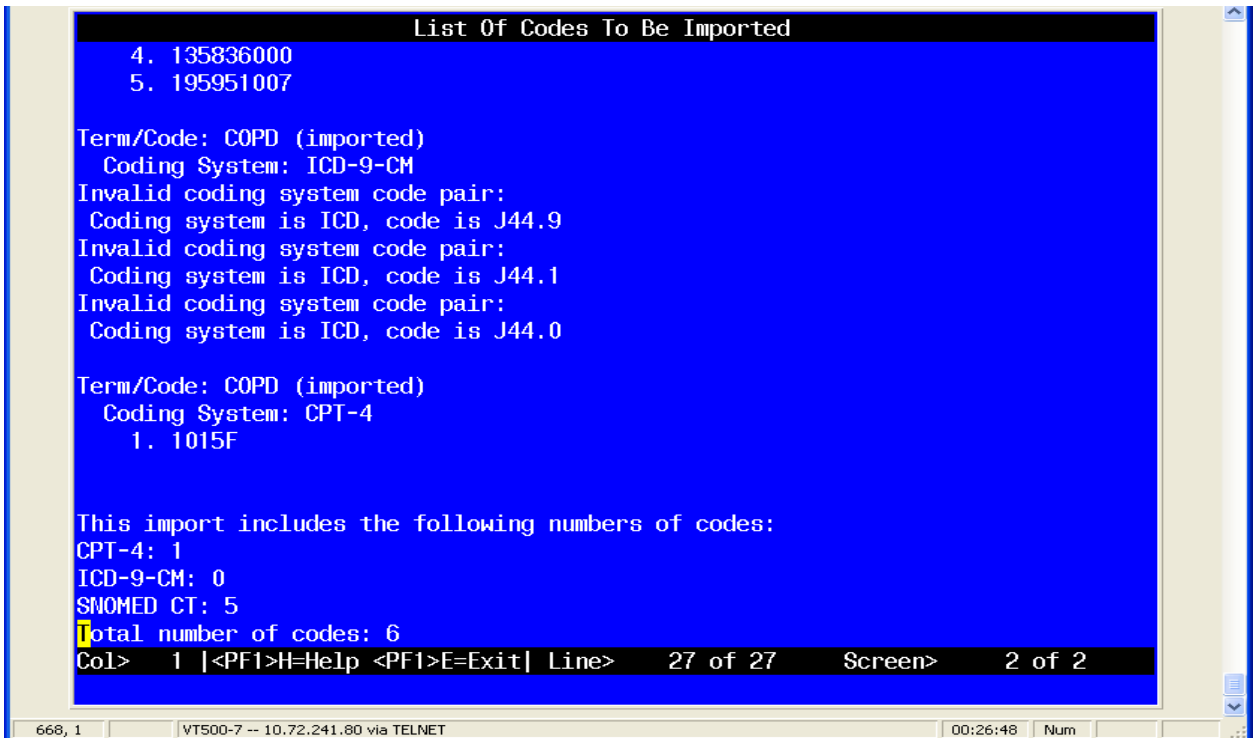 List Of Codes To Be Imported
4. 135836000
5. 195951007
Term/Code: COPD (imported)
Coding System: ICD-9-CM
Invalid coding system code pair:
Coding system is ICD, code is J44.9
Invalid coding system code pair:
Coding system is ICD, code is J44.1
Invalid coding system code pair:
Coding system is ICD, code is J44.0
Term/Code: COPD (imported)
Coding System: CPT-4
1. 1015F
This import includes the following numbers of codes:
CPT-4: 1
ICD-9-CM: 0
SNOMED CT: 5
Total number of codes: 6
Col> 1 |<PF1>H=Help <PF1>E=Exit| Line> 27 of 27 Screen> 2 of 2
668, 1 VT500-7 -- 10.72.241.80 via TELNET 00:26:48 Num